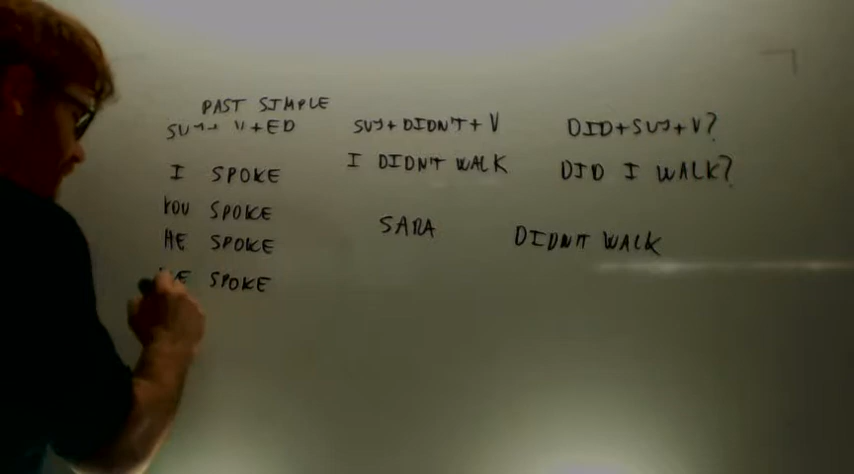 PAST SIMPLE
SUJ+ V+ED
I SPOKE
YOU SPOKE
HE SPOKE
SPOKE
SUJ+DIDN'T+V
I DIDN'T WALK
SARA DIDN'T WALK
DID+SUJ+V?
DID I WALK?